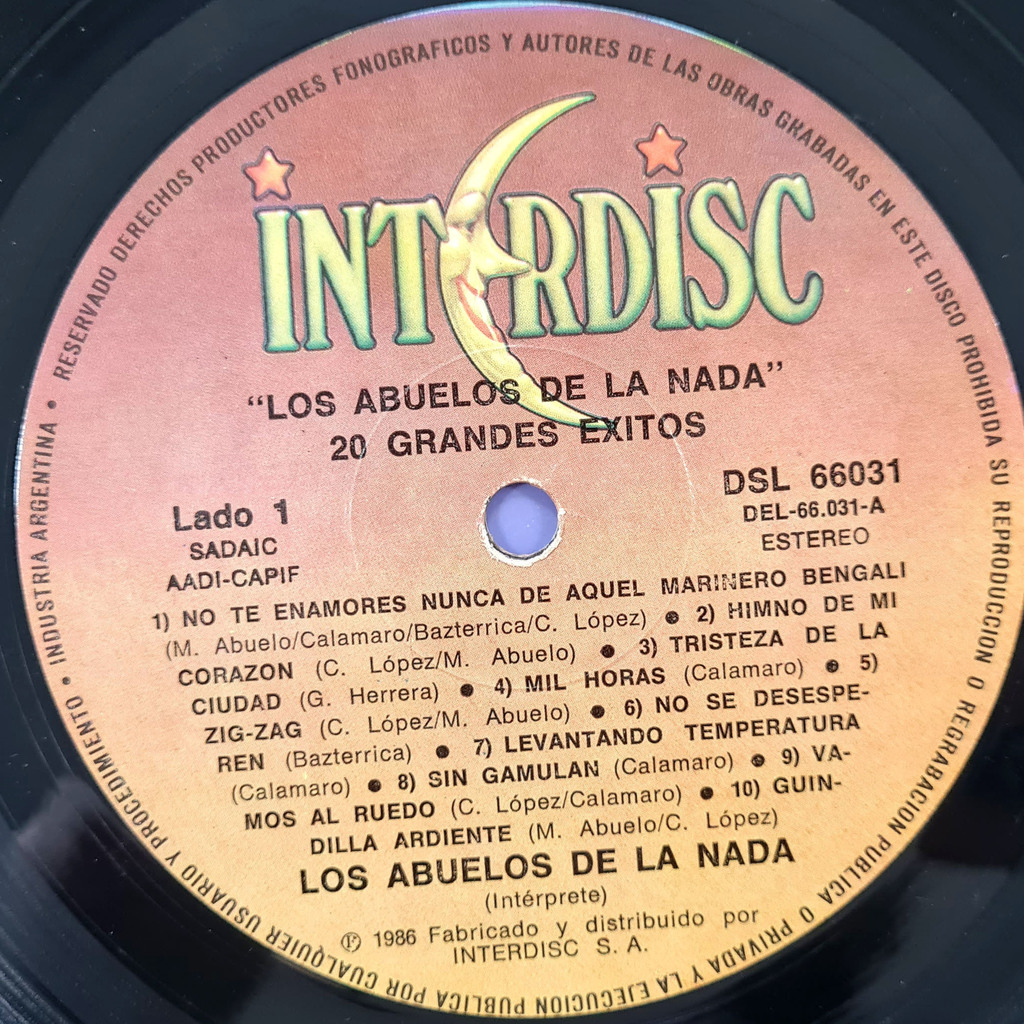 RESERVADO DERECHOS PRODUCTORES FONOGRAFICOS Y AUTORES DE LAS OBRAS GRABADAS EN ESTE DISCO PROHIBIDA SU REPRODUCCION O REGRABACION PUBLICA O PRIVADA Y LA EJECUCION PUBLICA POR CUALQUIER USUARIO Y PROCEDIMIENTO • INDUSTRIA ARGENTINA •
INTERDISC
“LOS ABUELOS DE LA NADA”
20 GRANDES EXITOS
Lado 1
SADAIC
AADI-CAPIF
DSL 66031
DEL-66.031-A
ESTEREO
1) NO TE ENAMORES NUNCA DE AQUEL MARINERO BENGALI
(M. Abuelo/Calamaro/Bazterrica/C. López) ● 2) HIMNO DE MI
CORAZON (C. López/M. Abuelo) ● 3) TRISTEZA DE LA
CIUDAD (G. Herrera) ● 4) MIL HORAS (Calamaro) ● 5)
ZIG-ZAG (C. López/M. Abuelo) ● 6) NO SE DESESPE-
REN (Bazterrica) ● 7) LEVANTANDO TEMPERATURA
(Calamaro) ● 8) SIN GAMULAN (Calamaro) ● 9) VA-
MOS AL RUEDO (C. López/Calamaro) ● 10) GUIN-
DILLA ARDIENTE (M. Abuelo/C. López)
LOS ABUELOS DE LA NADA
(Intérprete)
Ⓟ 1986 Fabricado y distribuido por
INTERDISC S. A.